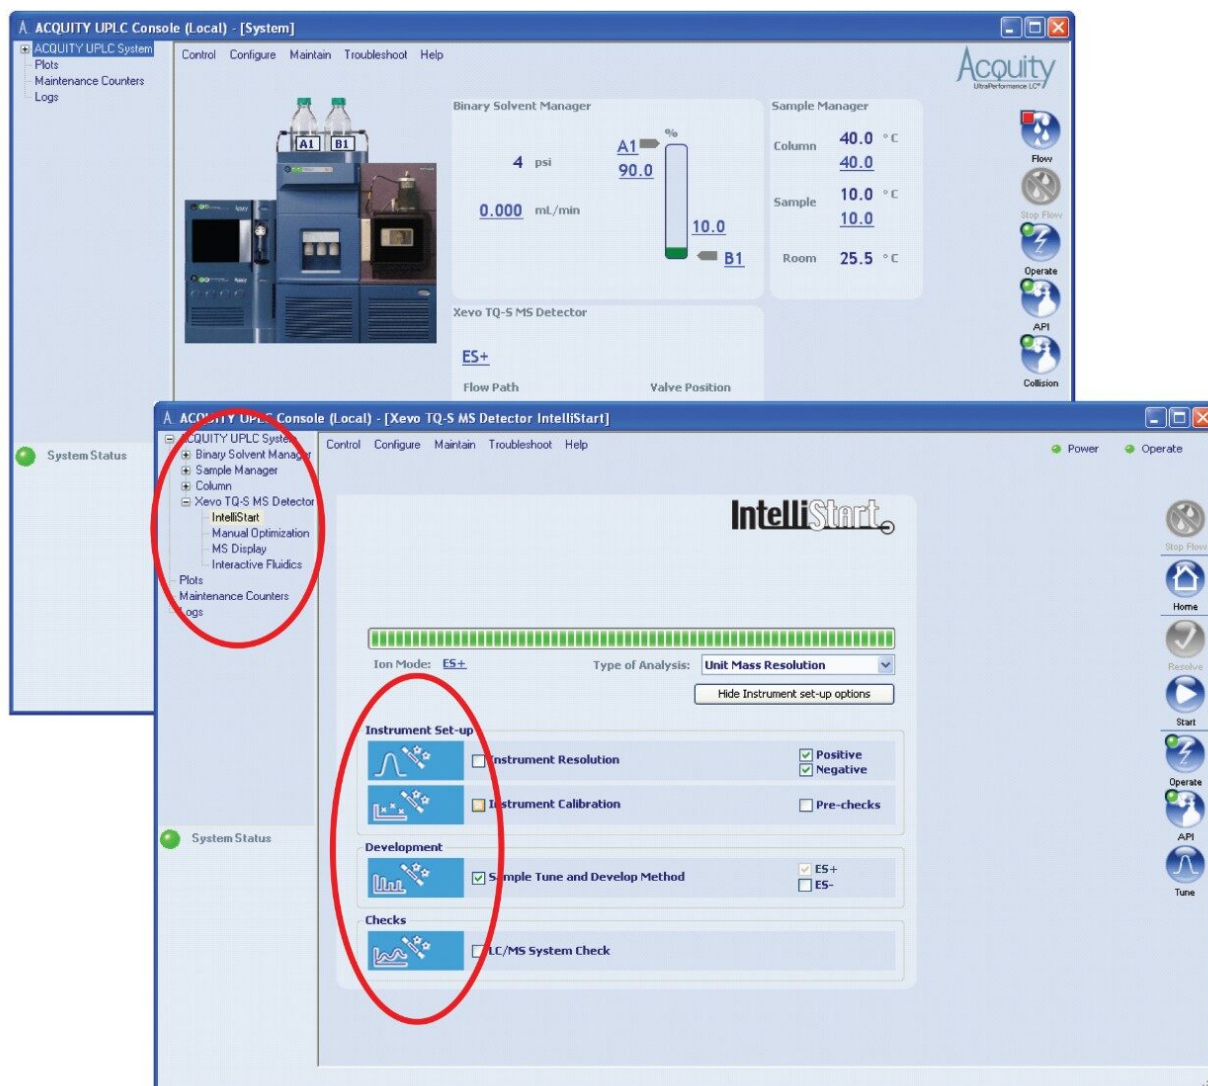 ACQUITY UPLC Console (Local) - [System]
ACQUITY UPLC System
Plots
Maintenance Counters
Logs
Control Configure Maintain Troubleshoot Help
Acquity
UltraPerformance LC®
A1 B1
Binary Solvent Manager
4 psi
0.000 mL/min
%
A1
90.0
10.0
B1
Sample Manager
Column 40.0 °C
40.0
Sample 10.0 °C
10.0
Room 25.5 °C
Flow
Stop Flow
Operate
API
Collision
Xevo TQ-S MS Detector
ES+
Flow Path Valve Position
System Status
ACQUITY UPLC Console (Local) - [Xevo TQ-S MS Detector IntelliStart]
ACQUITY UPLC System
Binary Solvent Manager
Sample Manager
Column
Xevo TQ-S MS Detector
IntelliStart
Manual Optimization
MS Display
Interactive Fluidics
Plots
Maintenance Counters
Logs
System Status
Control Configure Maintain Troubleshoot Help
Power Operate
IntelliStart
Ion Mode: ES+ Type of Analysis: Unit Mass Resolution
Hide Instrument set-up options
Instrument Set-up
Instrument Resolution
Positive
Negative
Instrument Calibration
Pre-checks
Development
Sample Tune and Develop Method
ES+
ES-
Checks
LC/MS System Check
Stop Flow
Home
Resolve
Start
Operate
API
Tune